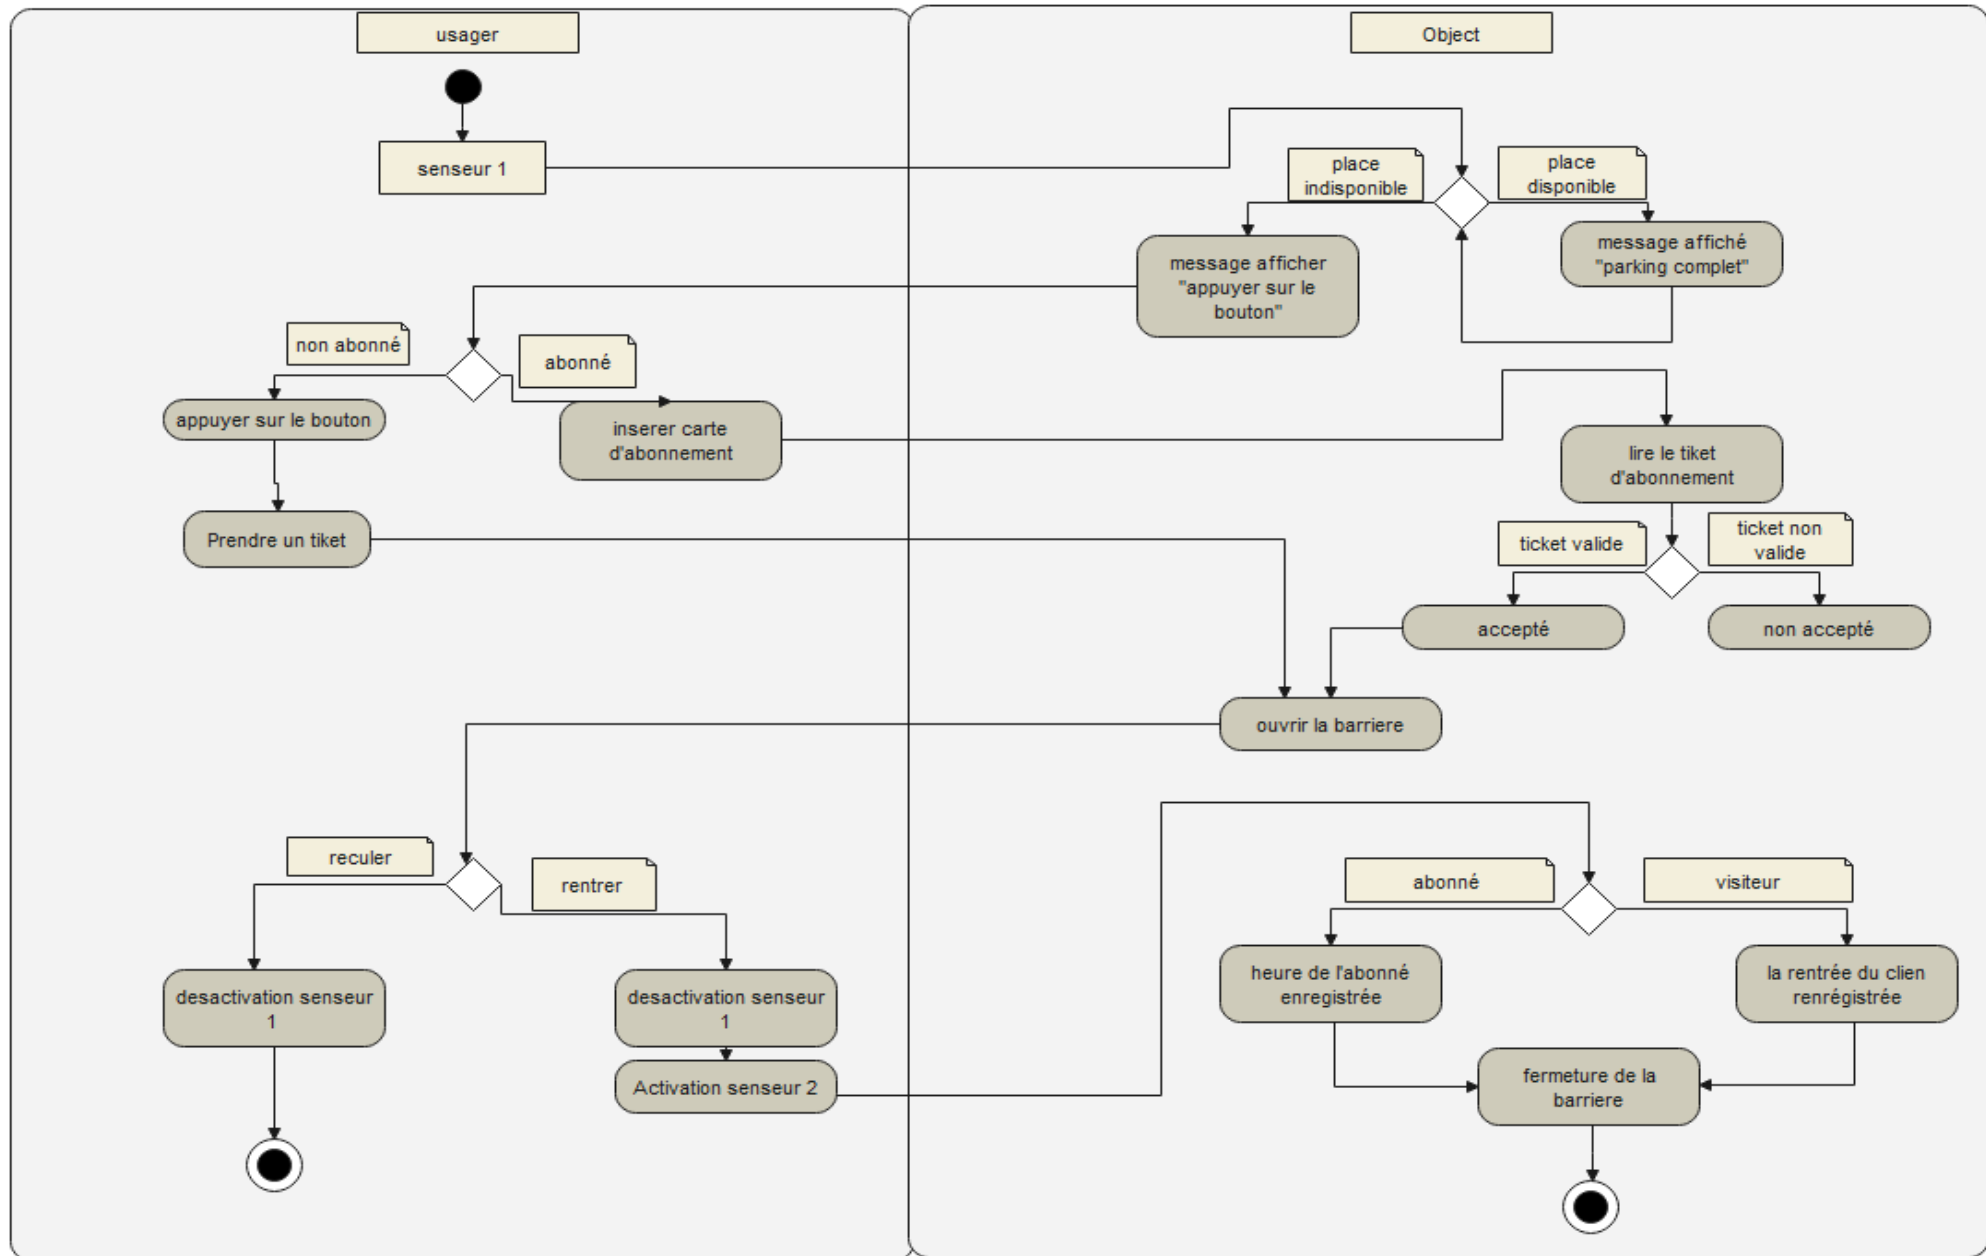 usager
Object
senseur 1
place
indisponible
place
disponible
message affiché
"parking complet"
message afficher
"appuyer sur le
bouton"
non abonné
abonné
appuyer sur le bouton
inserer carte
d'abonnement
lire le tiket
d'abonnement
Prendre un tiket
ticket valide
ticket non
valide
accepté
non accepté
ouvrir la barriere
reculer
rentrer
abonné
visiteur
desactivation senseur
1
desactivation senseur
1
heure de l'abonné
enregistrée
la rentrée du clien
renrégistrée
Activation senseur 2
fermeture de la
barriere